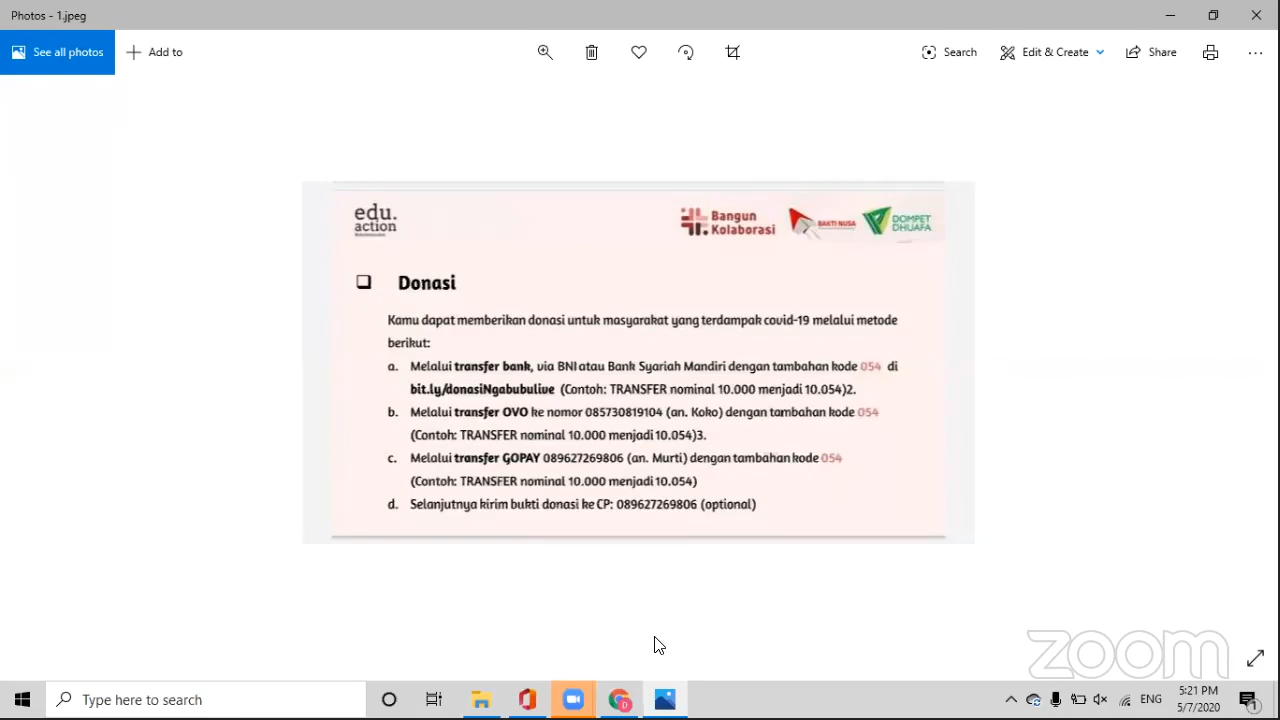 Photos - 1.jpeg
See all photos
Add to
Search
Edit & Create
Share
edu.
action
Bangun
Kolaborasi
BAKTI NUSA
DOMPET
DHUAFA
Donasi
Kamu dapat memberikan donasi untuk masyarakat yang terdampak covid-19 melalui metode
berikut:
a. Melalui transfer bank, via BNI atau Bank Syariah Mandiri dengan tambahan kode 054 di
bit.ly/donasiNgabubulive (Contoh: TRANSFER nominal 10.000 menjadi 10.054)2.
b. Melalui transfer OVO ke nomor 085730819104 (an. Koko) dengan tambahan kode 054
(Contoh: TRANSFER nominal 10.000 menjadi 10.054)3.
c. Melalui transfer GOPAY 089627269806 (an. Murti) dengan tambahan kode 054
(Contoh: TRANSFER nominal 10.000 menjadi 10.054)
d. Selanjutnya kirim bukti donasi ke CP: 089627269806 (optional)
zoom
Type here to search
ENG
5:21 PM
5/7/2020
1